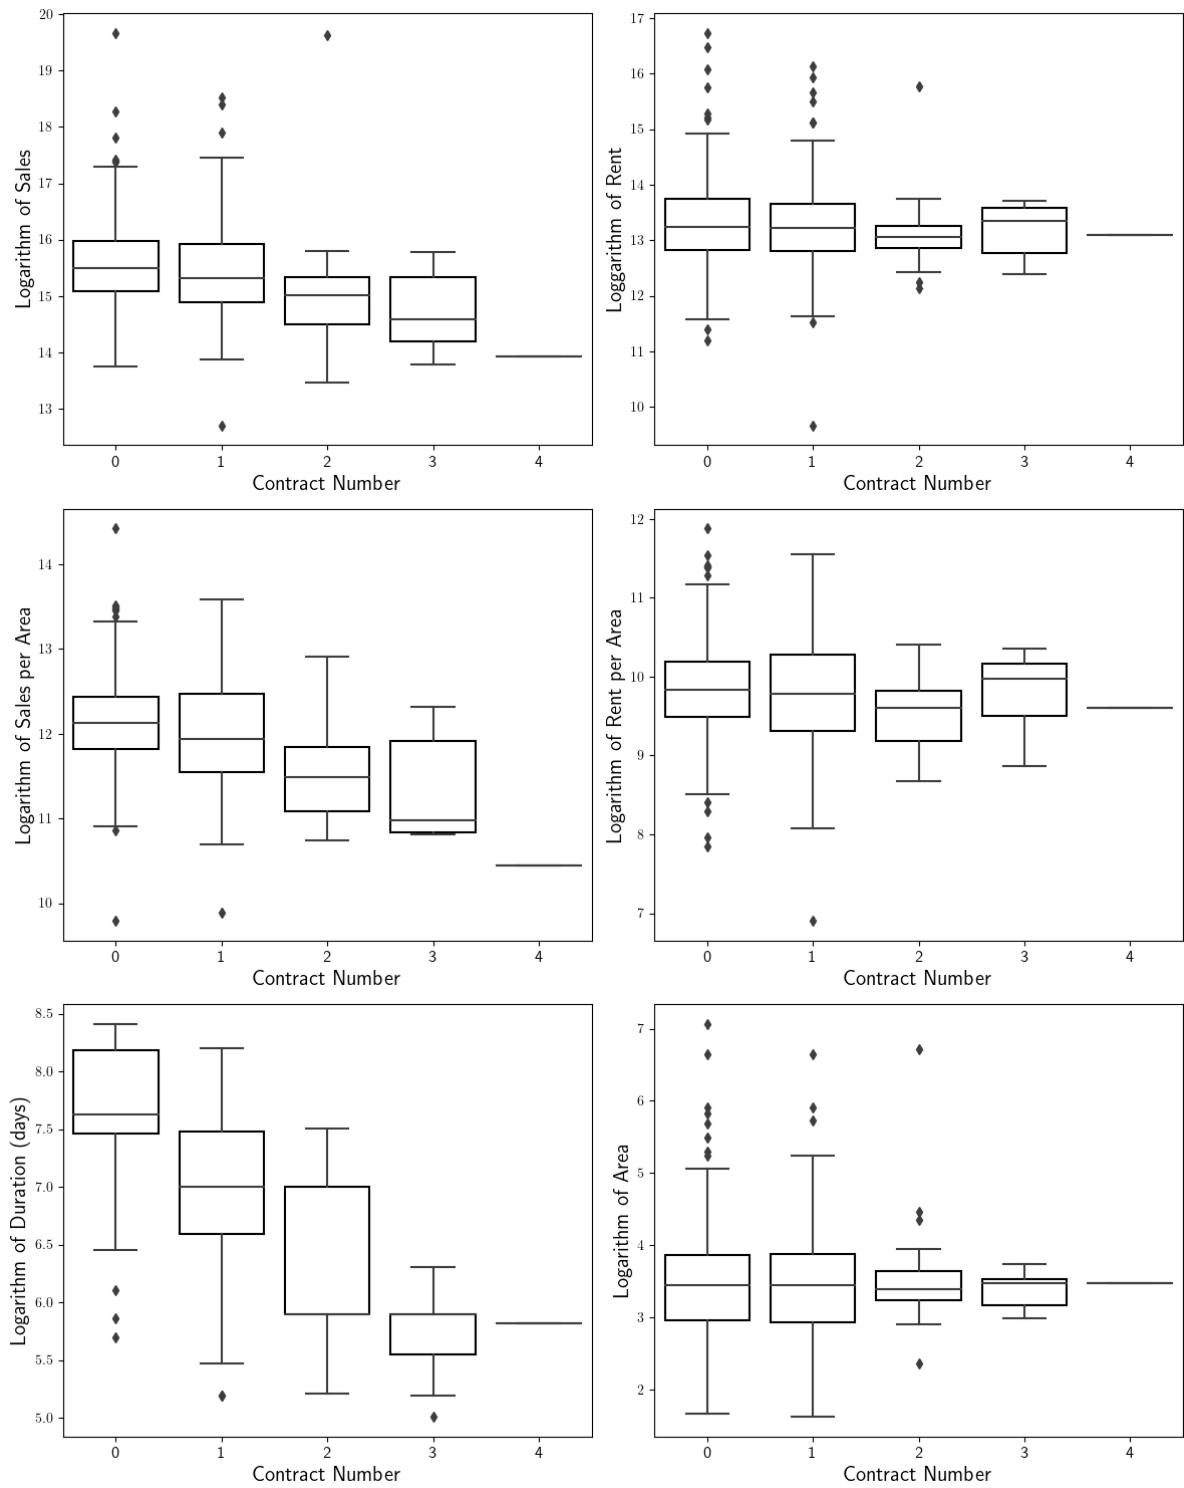 Logarithm of Sales
20
19
18
17
16
15
14
13
0 1 2 3 4
Contract Number
Loggarithm of Rent
17
16
15
14
13
12
11
10
0 1 2 3 4
Contract Number
Logarithm of Sales per Area
14
13
12
11
10
0 1 2 3 4
Contract Number
Logarithm of Rent per Area
12
11
10
9
8
7
0 1 2 3 4
Contract Number
Logarithm of Duration (days)
8.5
8.0
7.5
7.0
6.5
6.0
5.5
5.0
0 1 2 3 4
Contract Number
Logarithm of Area
7
6
5
4
3
2
0 1 2 3 4
Contract Number